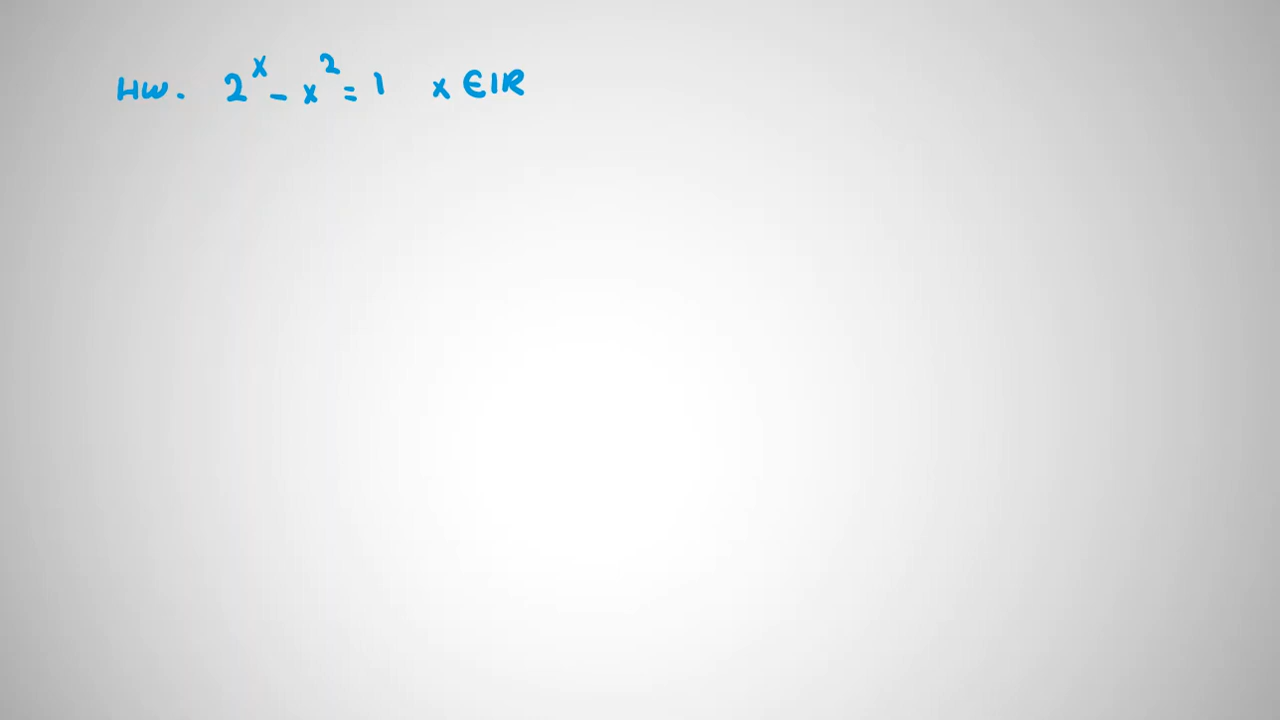 HW. 2^x - x^2 = 1 x ∈ ℝ